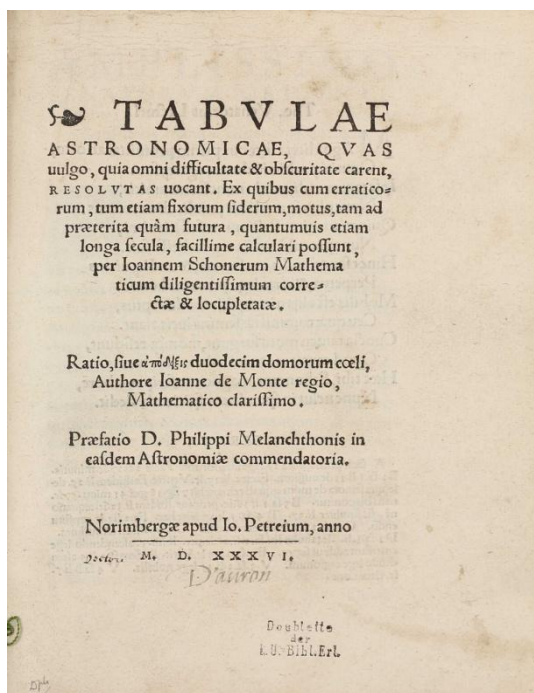 TABVLAE
ASTRONOMICAE, QVAS
uulgo, quia omni difficultate & obſcuritate carent,
RESOLVTAS uocant. Ex quibus cum erratico⸗
rum, tum etiam fixorum ſiderum, motus, tam ad
præterita quàm futura, quantumuis etiam
longa ſecula, facillime calculari poſſunt,
per Ioannem Schonerum Mathema
ticum diligentiſſimum corre⸗
ctæ & locupletatæ.
Ratio, ſiue ἀπόδειξις duodecim domorum cœli,
Authore Ioanne de Monte regio,
Mathematico clariſſimo.
Præfatio D. Philippi Melanchthonis in
eaſdem Aſtronomiæ commendatoria.
Norimbergæ apud Io. Petreium, anno
M. D. XXXVI.
D'auron
Doublette
der
K.U.-Bibl.Erl.